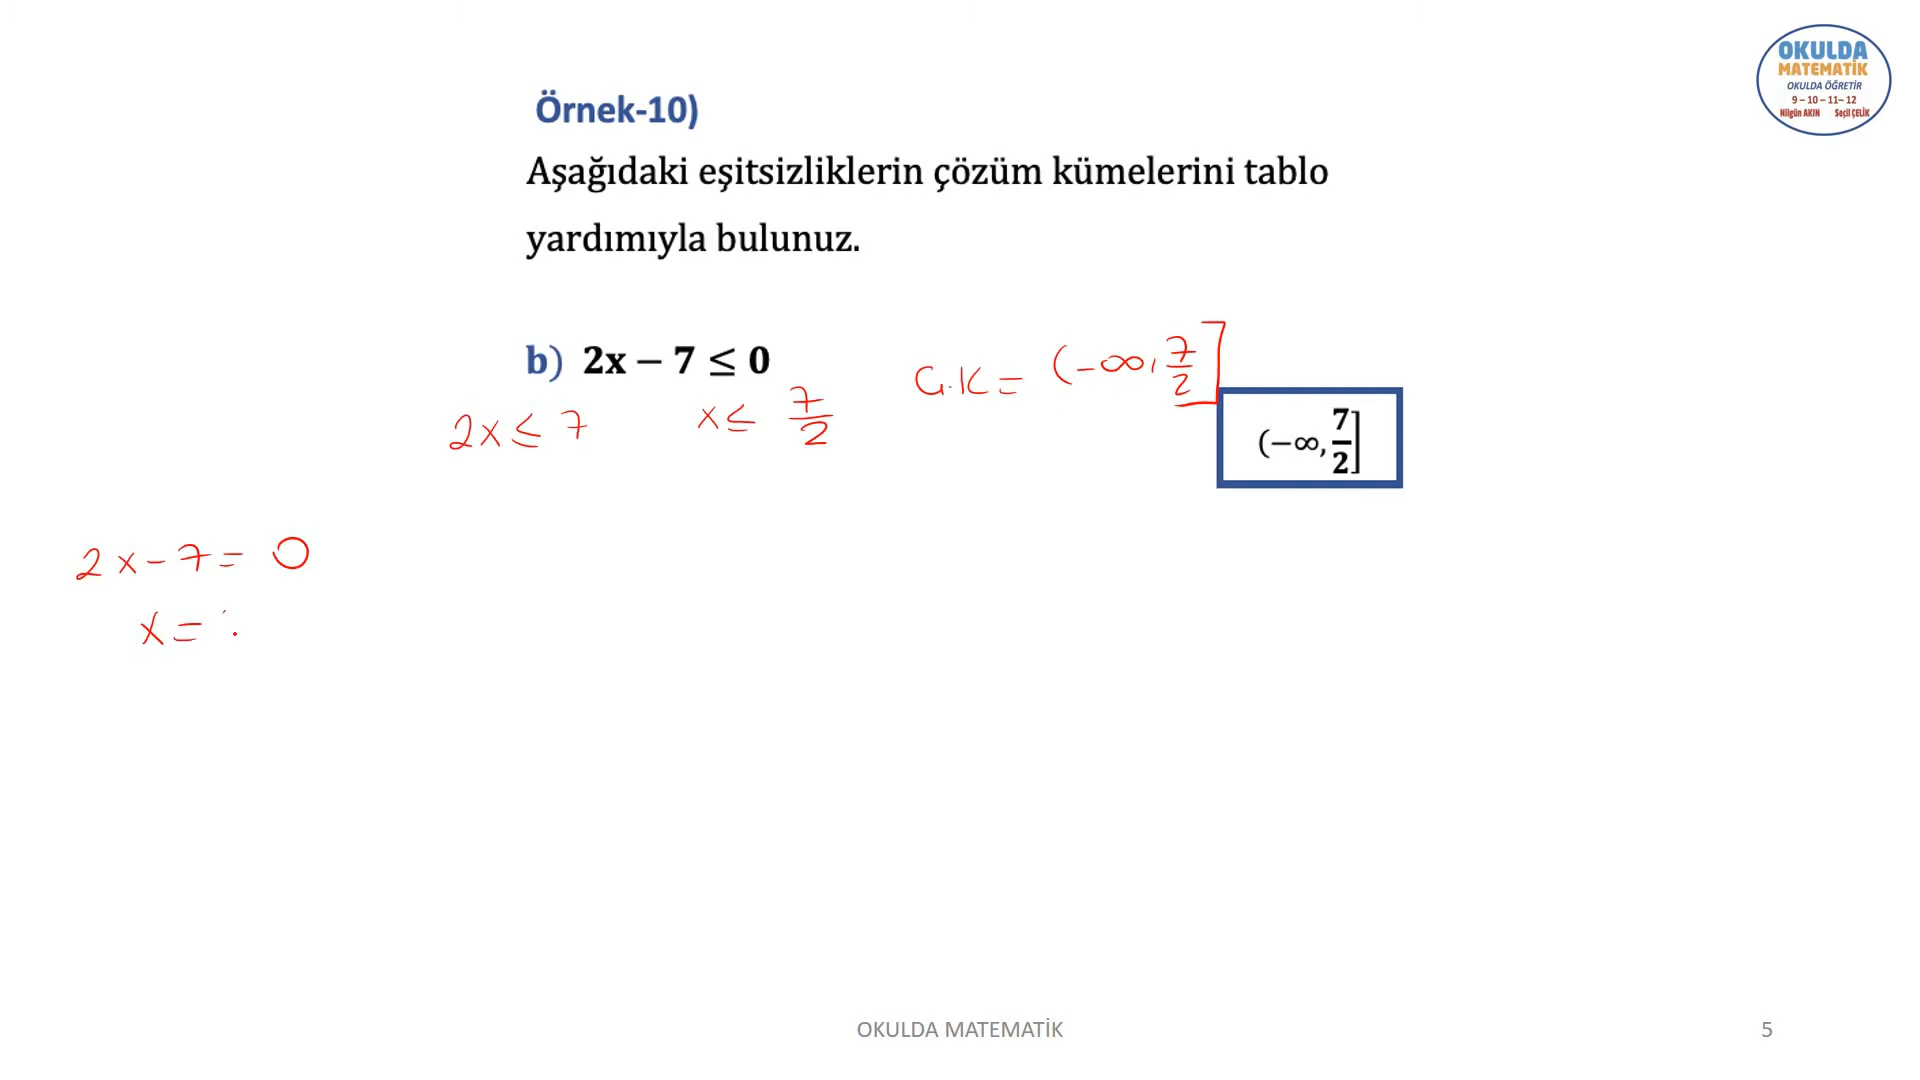 OKULDA
MATEMATİK
OKULDA ÖĞRETİR
9 – 10 – 11– 12
Nilgün AKIN Seçil ÇELİK
Örnek-10)
Aşağıdaki eşitsizliklerin çözüm kümelerini tablo
yardımıyla bulunuz.
b) 2x − 7 ≤ 0
Ç.K = (-∞, 7/2]
2x ≤ 7 x ≤ 7/2
(−∞, 7/2]
2x - 7 = 0
x =
OKULDA MATEMATİK
5